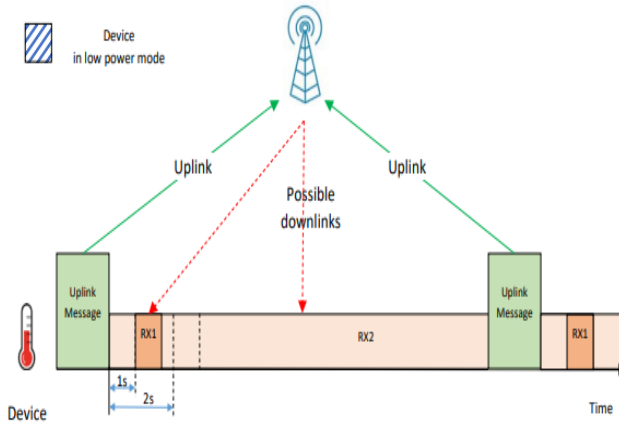 Device
in low power mode
Uplink
Uplink
Possible
downlinks
Uplink
Message
RX1
RX2
Uplink
Message
RX1
1s
2s
Device
Time